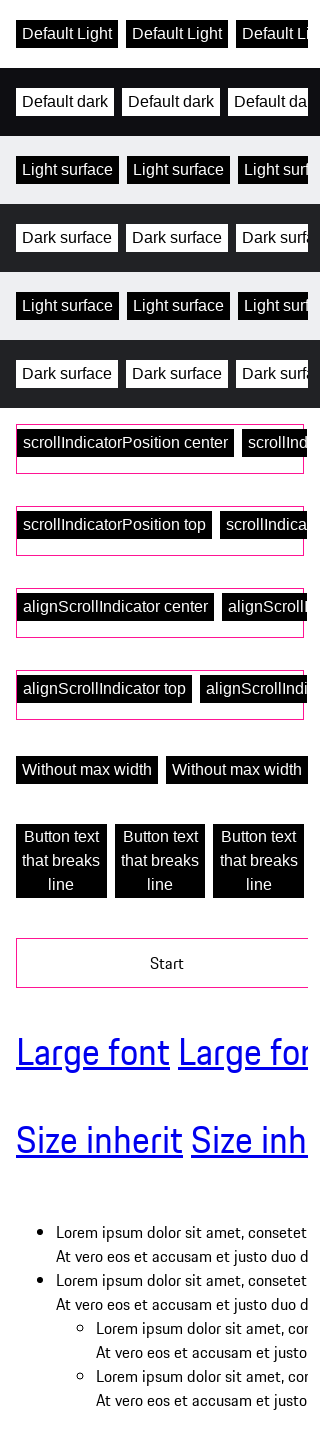 Default Light Default Light Default Li
Default dark Default dark Default da
Light surface Light surface Light surf
Dark surface Dark surface Dark surfa
Light surface Light surface Light surf
Dark surface Dark surface Dark surfa
scrollIndicatorPosition center scrollInd
scrollIndicatorPosition top scrollIndica
alignScrollIndicator center alignScrollI
alignScrollIndicator top alignScrollIndi
Without max width Without max width
Button text Button text Button text
that breaks that breaks that breaks
line line line
Start
Large font Large for
Size inherit Size inh
Lorem ipsum dolor sit amet, consetet
At vero eos et accusam et justo duo d
Lorem ipsum dolor sit amet, consetet
At vero eos et accusam et justo duo d
Lorem ipsum dolor sit amet, cor
At vero eos et accusam et justo
Lorem ipsum dolor sit amet, cor
At vero eos et accusam et justo